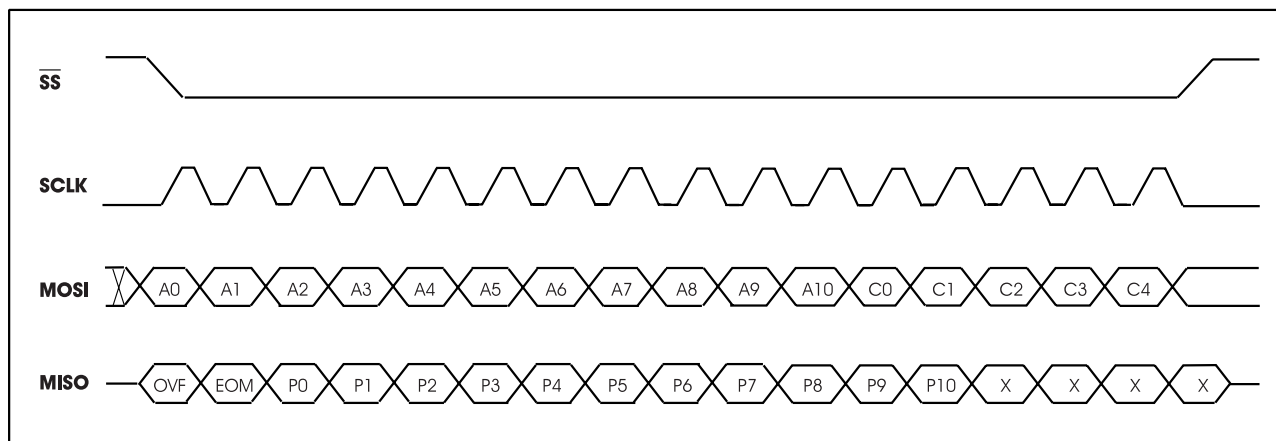 SS
SCLK
MOSI A0 A1 A2 A3 A4 A5 A6 A7 A8 A9 A10 C0 C1 C2 C3 C4
MISO OVF EOM P0 P1 P2 P3 P4 P5 P6 P7 P8 P9 P10 X X X X